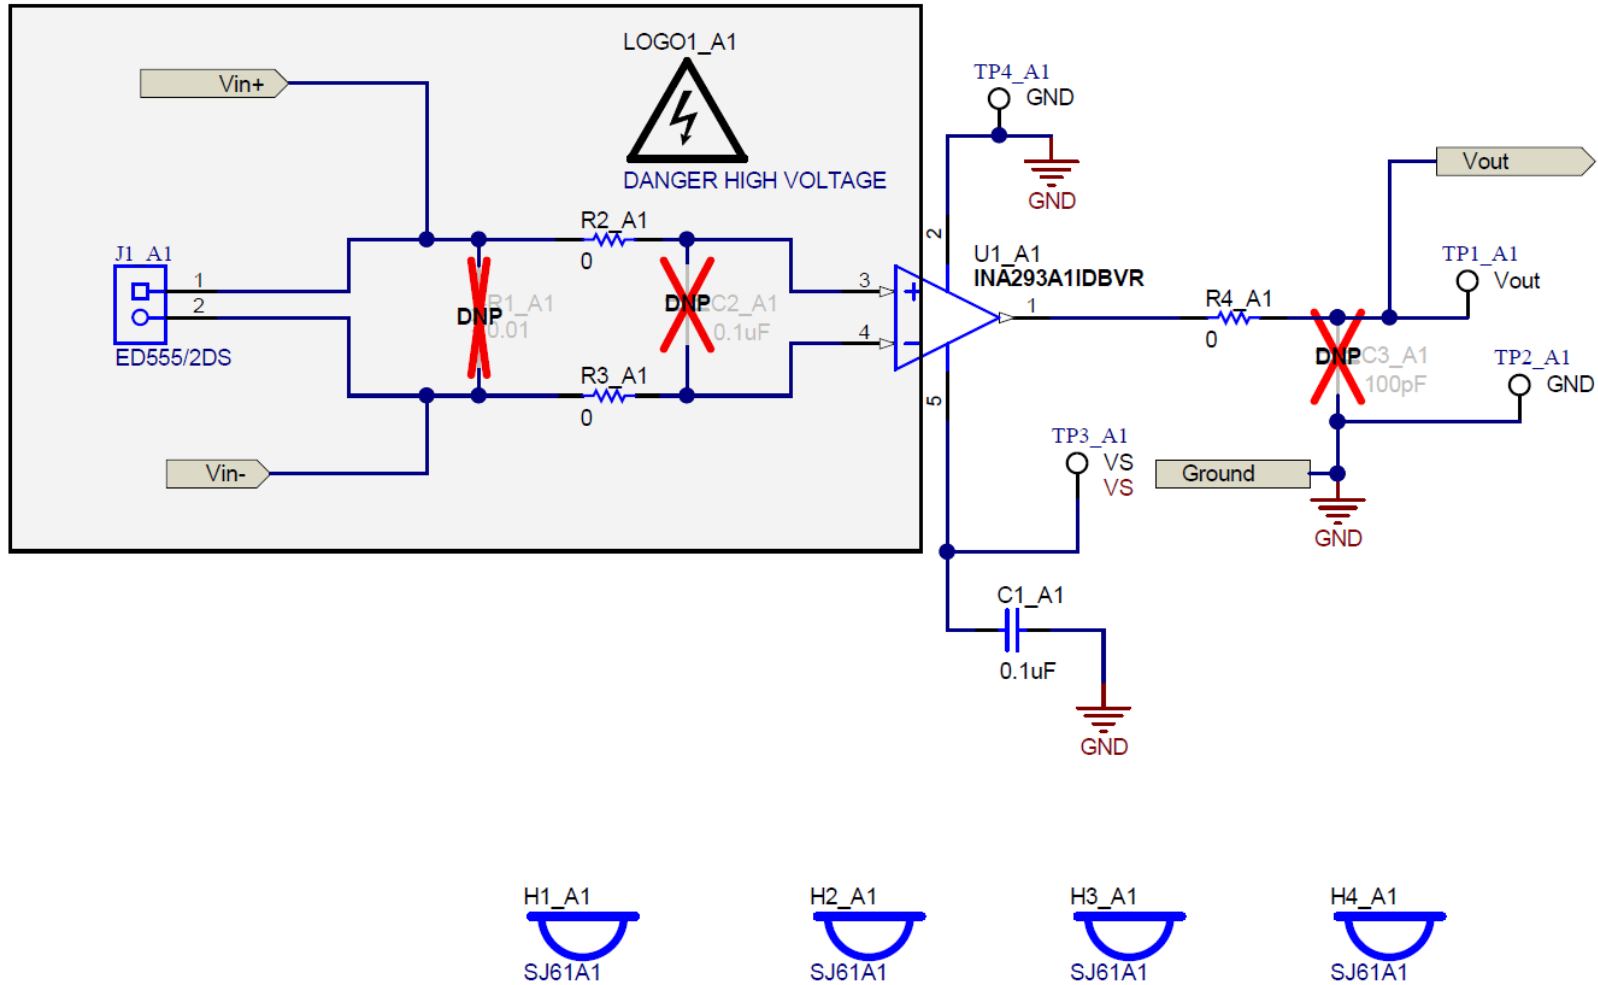 LOGO1_A1
DANGER HIGH VOLTAGE
Vin+
J1_A1
1
2
ED555/2DS
Vin-
R1_A1
0.01
DNP
R2_A1
0
C2_A1
0.1uF
DNP
R3_A1
0
3
4
2
5
TP4_A1
GND
GND
U1_A1
INA293A1IDBVR
1
R4_A1
0
Vout
TP1_A1
Vout
DNP
C3_A1
100pF
TP2_A1
GND
TP3_A1
VS
VS
Ground
GND
C1_A1
0.1uF
GND
H1_A1
SJ61A1
H2_A1
SJ61A1
H3_A1
SJ61A1
H4_A1
SJ61A1